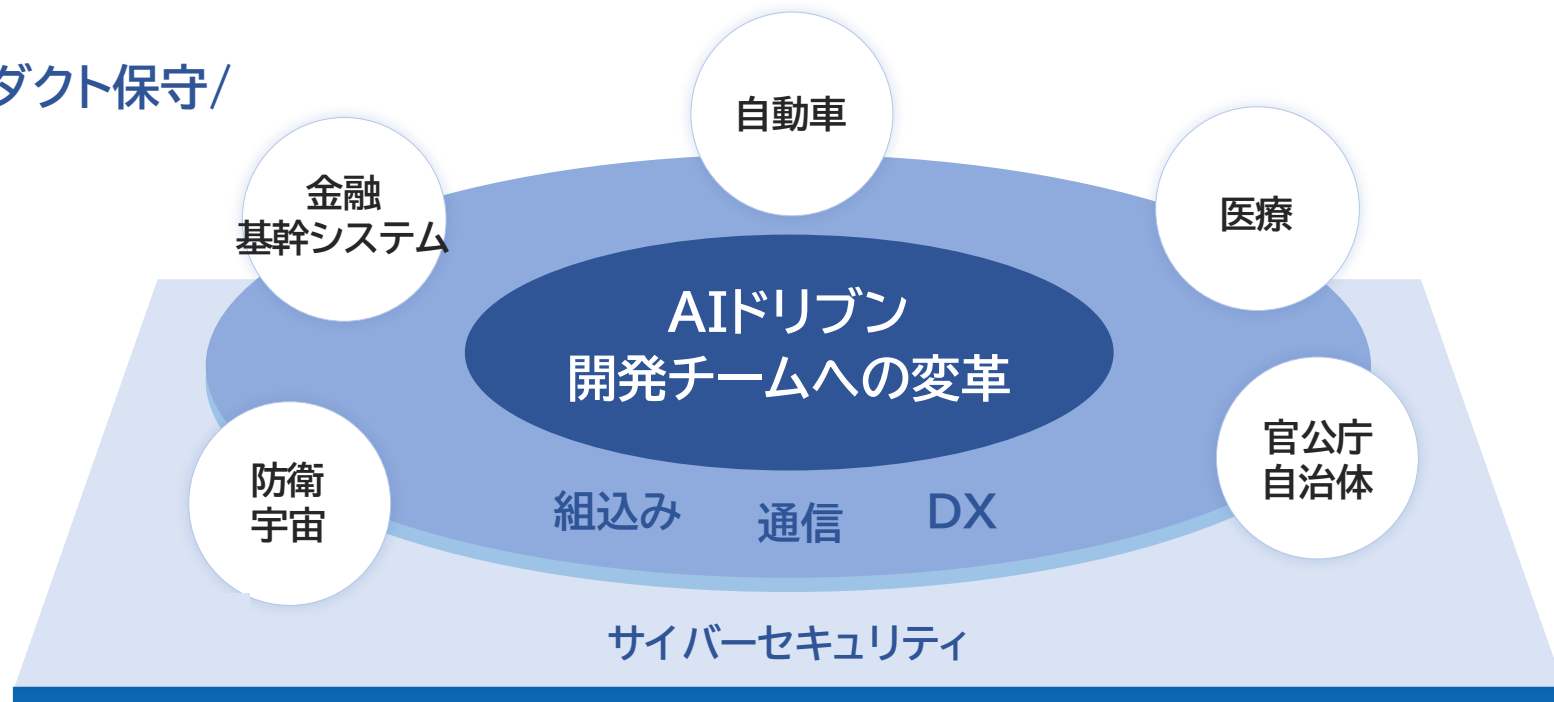 ダクト保守/
自動車
金融
基幹システム
医療
AIドリブン
開発チームへの変革
官公庁
自治体
防衛
宇宙
組込み
通信
DX
サイバーセキュリティ